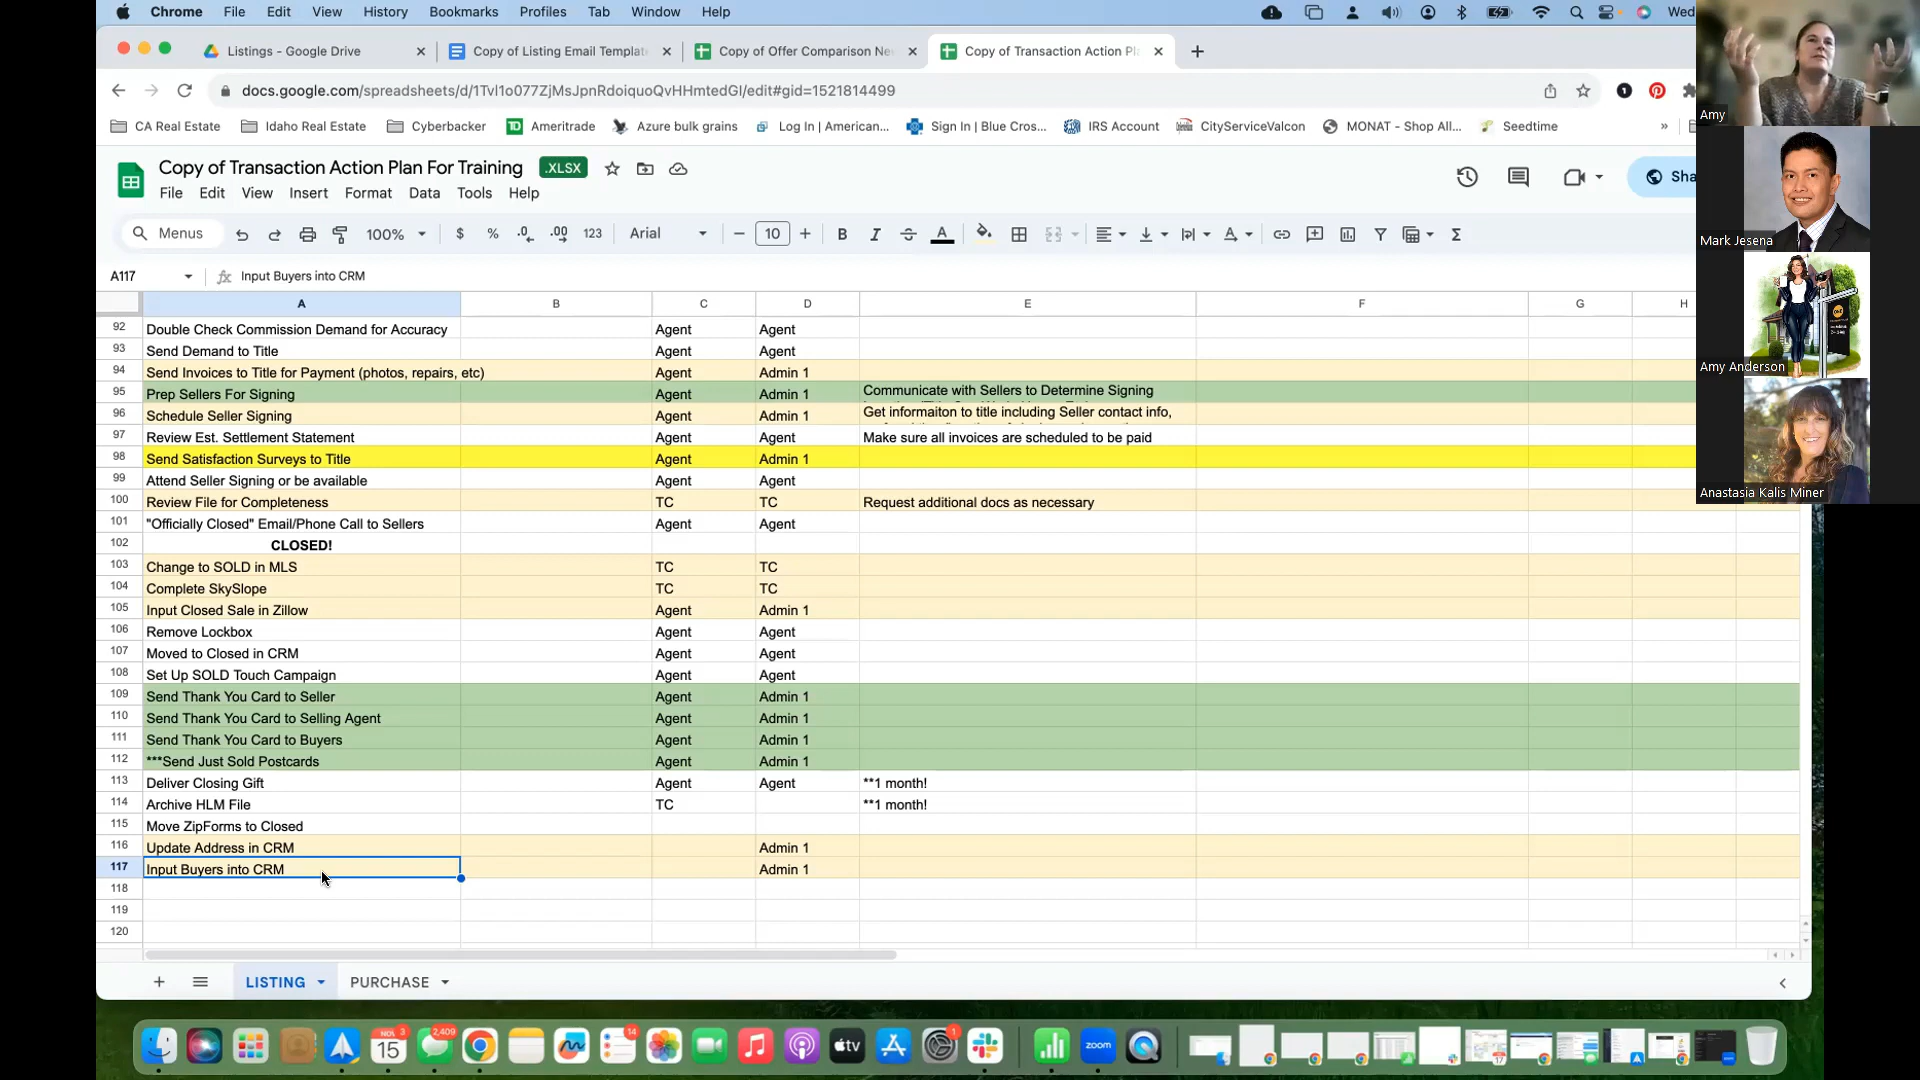 Chrome File Edit View History Bookmarks Profiles Tab Window Help Wed
Listings - Google Drive
Copy of Listing Email Templat
Copy of Offer Comparison Ne
Copy of Transaction Action Pl
docs.google.com/spreadsheets/d/1Tvl1o077ZjMsJpnRdoiquoQvHHmtedGI/edit#gid=1521814499
CA Real Estate Idaho Real Estate Cyberbacker Ameritrade Azure bulk grains Log In | American... Sign In | Blue Cros... IRS Account CityServiceValcon MONAT - Shop All... Seedtime »
Copy of Transaction Action Plan For Training .XLSX
File Edit View Insert Format Data Tools Help
Sha
Menus 100% $ % .0 .00 123 Arial 10 B I A
A117 fx Input Buyers into CRM
A B C D E F G H
92 Double Check Commission Demand for Accuracy Agent Agent
93 Send Demand to Title Agent Agent
94 Send Invoices to Title for Payment (photos, repairs, etc) Agent Admin 1
95 Prep Sellers For Signing Agent Admin 1 Communicate with Sellers to Determine Signing
96 Schedule Seller Signing Agent Admin 1 Get informaiton to title including Seller contact info,
97 Review Est. Settlement Statement Agent Agent Make sure all invoices are scheduled to be paid
98 Send Satisfaction Surveys to Title Agent Admin 1
99 Attend Seller Signing or be available Agent Agent
100 Review File for Completeness TC TC Request additional docs as necessary
101 "Officially Closed" Email/Phone Call to Sellers Agent Agent
102 CLOSED!
103 Change to SOLD in MLS TC TC
104 Complete SkySlope TC TC
105 Input Closed Sale in Zillow Agent Admin 1
106 Remove Lockbox Agent Agent
107 Moved to Closed in CRM Agent Agent
108 Set Up SOLD Touch Campaign Agent Agent
109 Send Thank You Card to Seller Agent Admin 1
110 Send Thank You Card to Selling Agent Agent Admin 1
111 Send Thank You Card to Buyers Agent Admin 1
112 ***Send Just Sold Postcards Agent Admin 1
113 Deliver Closing Gift Agent Agent **1 month!
114 Archive HLM File TC **1 month!
115 Move ZipForms to Closed
116 Update Address in CRM Admin 1
117 Input Buyers into CRM Admin 1
118
119
120
LISTING PURCHASE
Amy
Mark Jesena
Amy Anderson
Anastasia Kalis Miner
NOV 15 3 2,409 14 tv 1 zoom 17